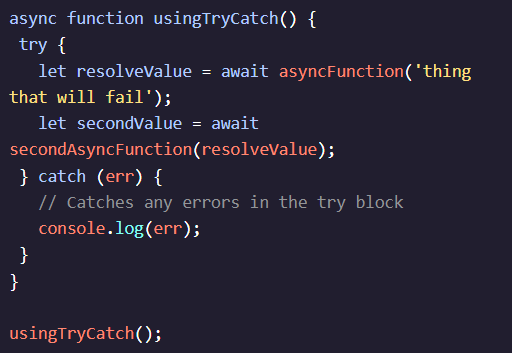 async function usingTryCatch() {
 try {
   let resolveValue = await asyncFunction('thing
that will fail');
   let secondValue = await
secondAsyncFunction(resolveValue);
 } catch (err) {
   // Catches any errors in the try block
   console.log(err);
 }
}

usingTryCatch();